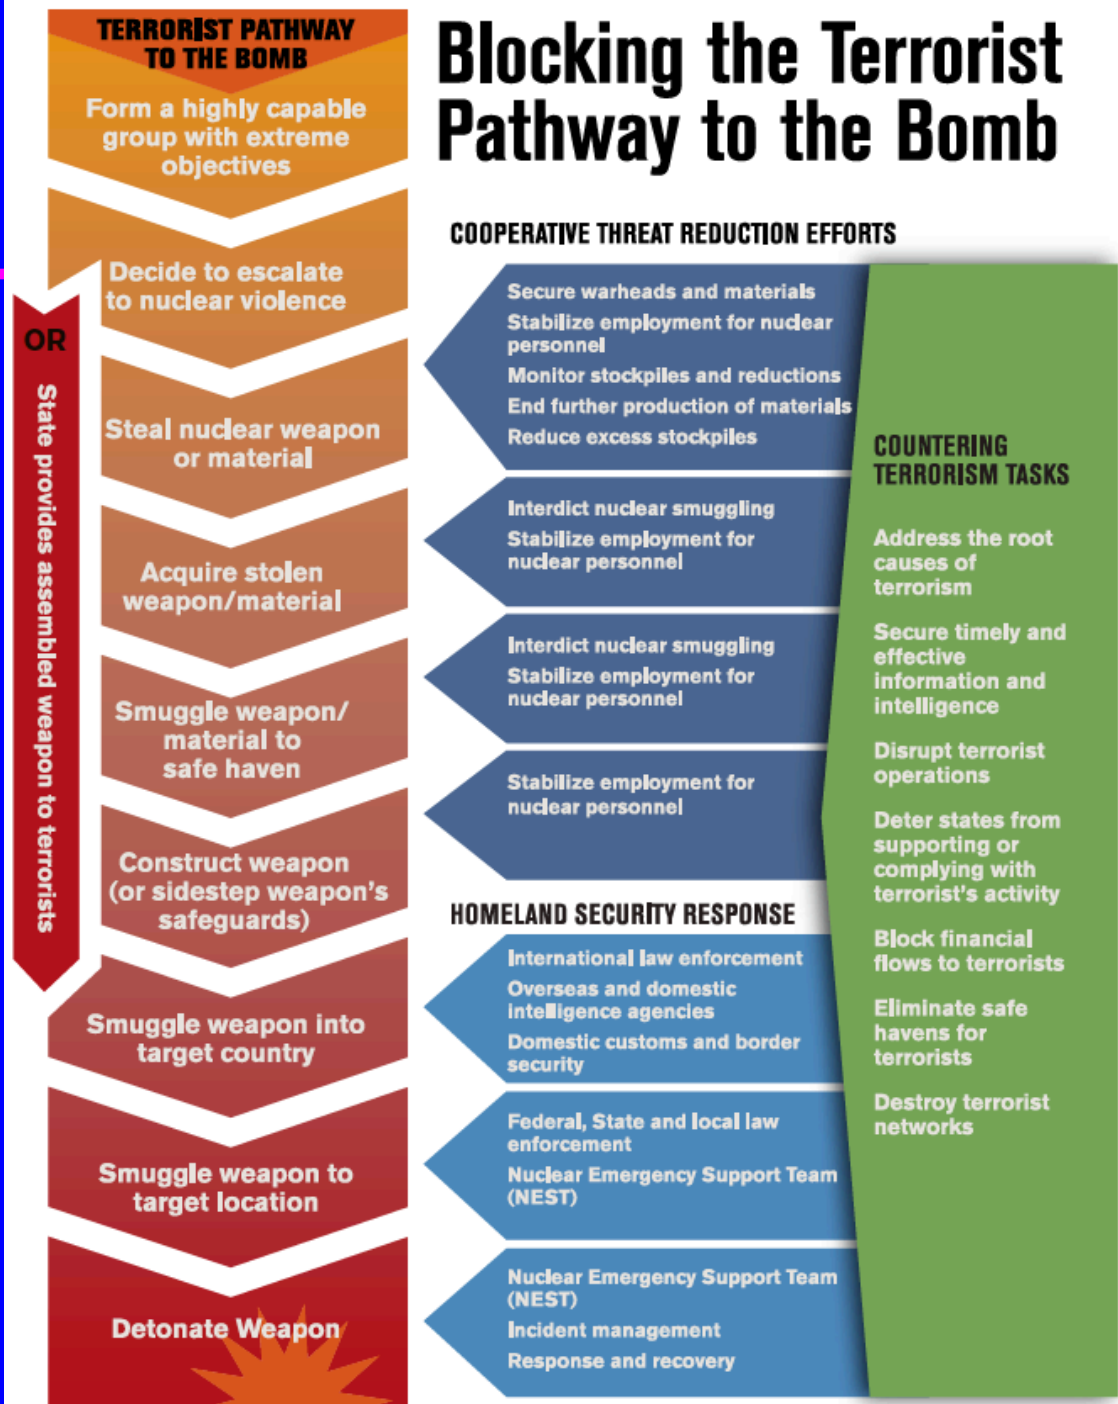 TERRORIST PATHWAY
TO THE BOMB
Form a highly capable
group with extreme
objectives
Decide to escalate
to nuclear violence
OR
State provides assembled weapon to terrorists
Steal nuclear weapon
or material
Acquire stolen
weapon/material
Smuggle weapon/
material to
safe haven
Construct weapon
(or sidestep weapon's
safeguards)
Smuggle weapon into
target country
Smuggle weapon to
target location
Detonate Weapon
Blocking the Terrorist
Pathway to the Bomb
COOPERATIVE THREAT REDUCTION EFFORTS
Secure warheads and materials
Stabilize employment for nuclear
personnel
Monitor stockpiles and reductions
End further production of materials
Reduce excess stockpiles
Interdict nuclear smuggling
Stabilize employment for
nuclear personnel
Interdict nuclear smuggling
Stabilize employment for
nuclear personnel
Stabilize employment for
nuclear personnel
HOMELAND SECURITY RESPONSE
International law enforcement
Overseas and domestic
intelligence agencies
Domestic customs and border
security
Federal, State and local law
enforcement
Nuclear Emergency Support Team
(NEST)
Nuclear Emergency Support Team
(NEST)
Incident management
Response and recovery
COUNTERING
TERRORISM TASKS
Address the root
causes of
terrorism
Secure timely and
effective
information and
intelligence
Disrupt terrorist
operations
Deter states from
supporting or
complying with
terrorist's activity
Block financial
flows to terrorists
Eliminate safe
havens for
terrorists
Destroy terrorist
networks